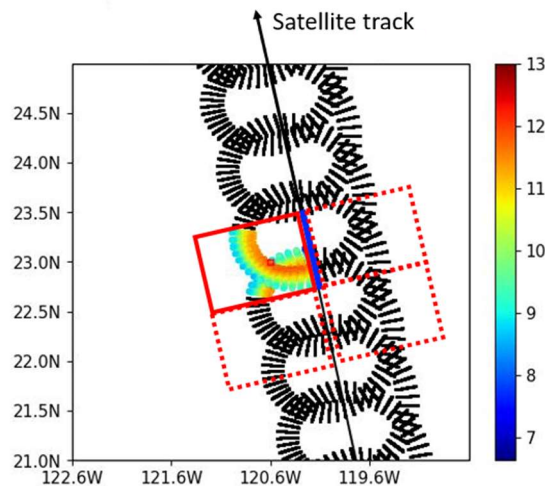 Satellite track
24.5N
24.0N
23.5N
23.0N
22.5N
22.0N
21.5N
21.0N
122.6W 121.6W 120.6W 119.6W
13
12
11
10
9
8
7